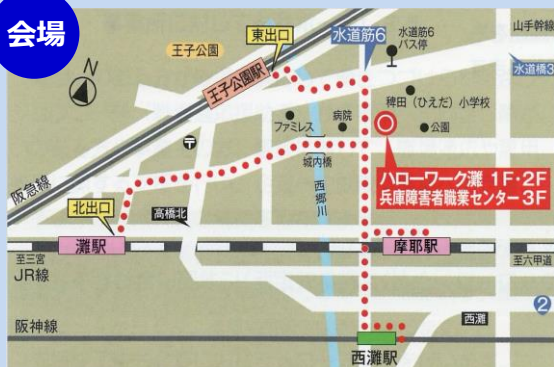 会場
N
王子公園
東出口
水道筋6
水道筋6
バス停
山手幹線
水道橋3
王子公園駅
稗田（ひえだ）小学校
ファミレス
病院
公園
〒
城内橋
西郷川
ハローワーク灘 1F・2F
兵庫障害者職業センター 3F
阪急線
北出口
高橋北
灘駅
摩耶駅
至三宮
JR線
至六甲道
2
西灘
阪神線
西灘駅